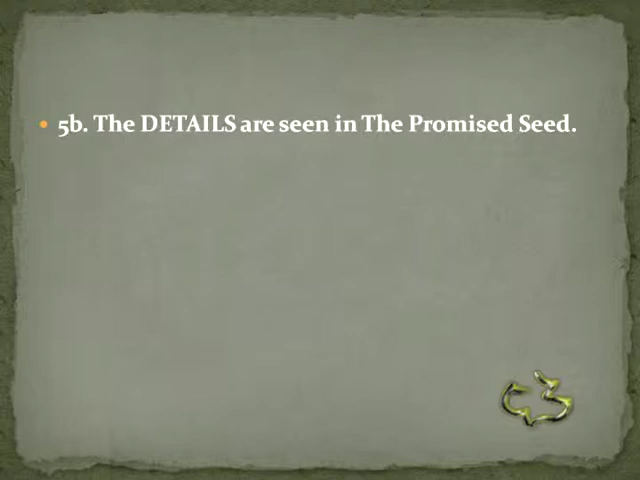 5b. The DETAILS are seen in The Promised Seed.